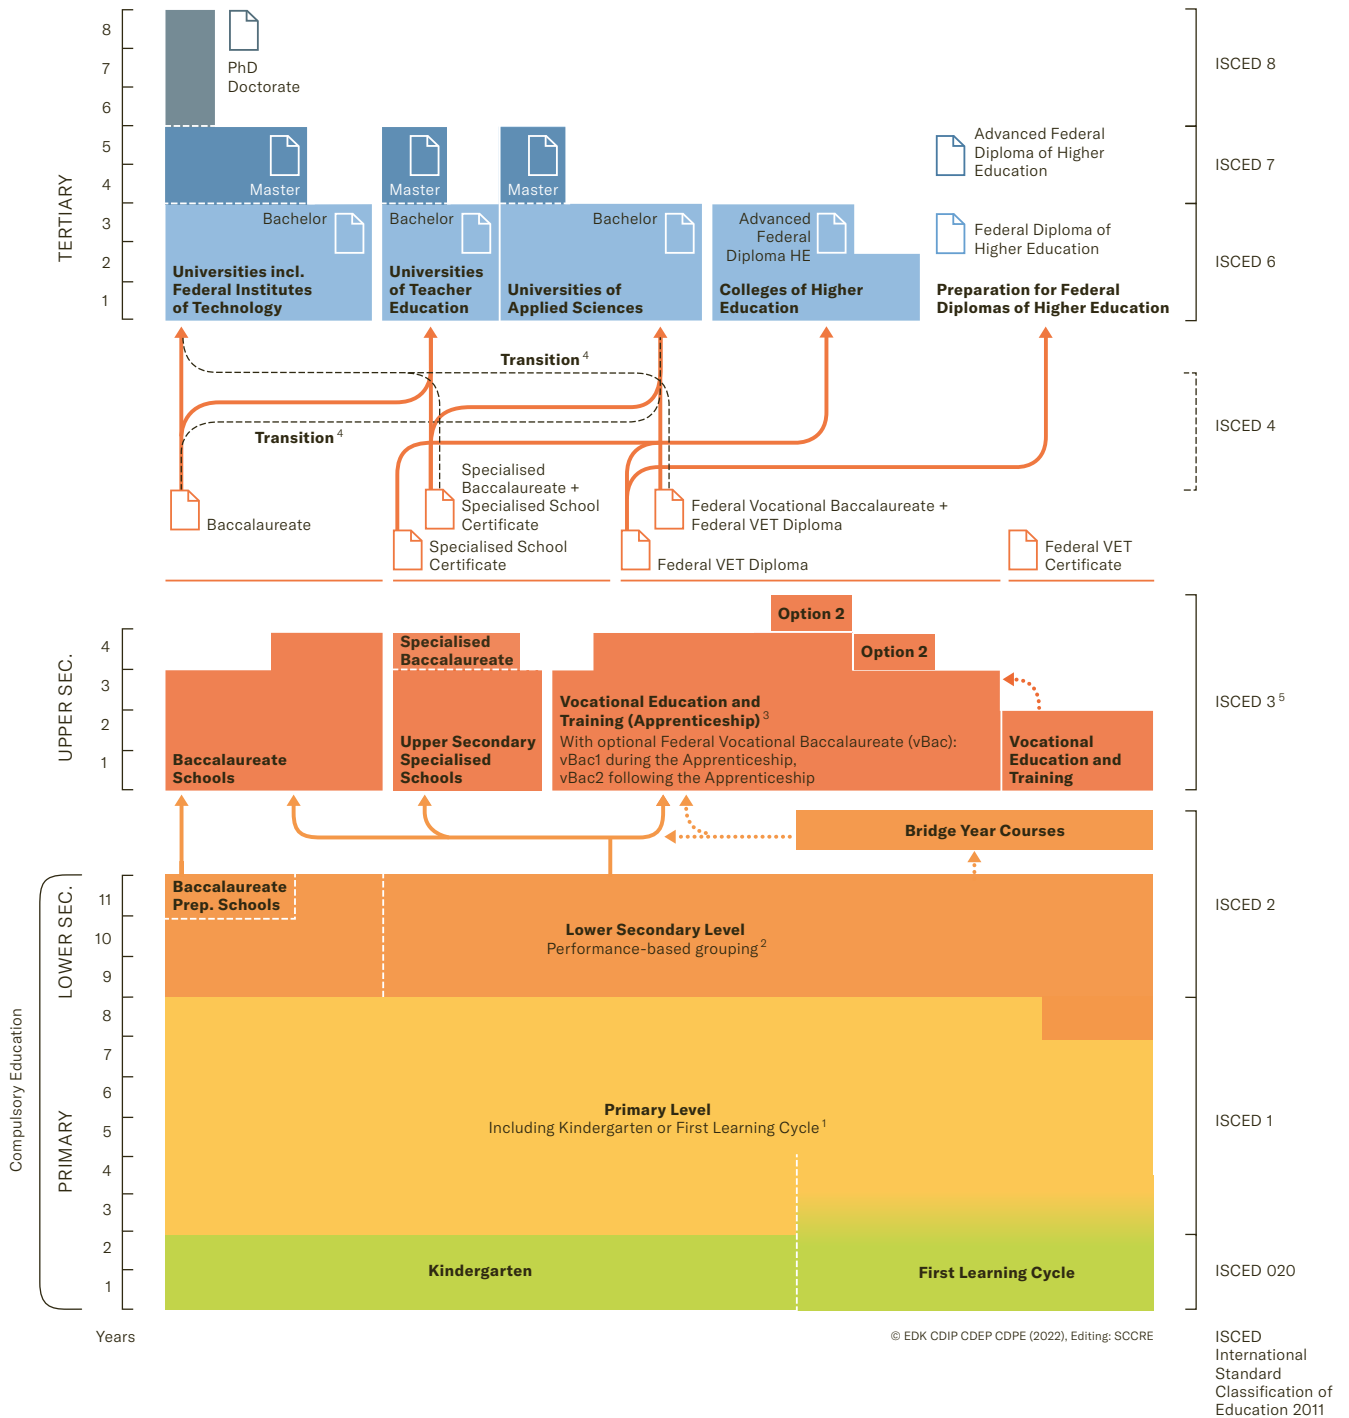 8
PhD
Doctorate
7
6
ISCED 8
TERTIARY
5
4
Master
Master
Master
Advanced Federal
Diploma of Higher
Education
ISCED 7
3
2
1
Bachelor
Universities incl.
Federal Institutes
of Technology
Bachelor
Universities
of Teacher
Education
Bachelor
Universities of
Applied Sciences
Advanced
Federal
Diploma HE
Colleges of Higher
Education
Federal Diploma of
Higher Education
Preparation for Federal
Diplomas of Higher Education
ISCED 6
Transition 4
Transition 4
ISCED 4
Baccalaureate
Specialised
Baccalaureate +
Specialised School
Certificate
Specialised School
Certificate
Federal Vocational Baccalaureate +
Federal VET Diploma
Federal VET Diploma
Federal VET
Certificate
UPPER SEC.
4
3
2
1
Baccalaureate
Schools
Specialised
Baccalaureate
Upper Secondary
Specialised
Schools
Option 2
Option 2
Vocational Education and
Training (Apprenticeship) 3
With optional Federal Vocational Baccalaureate (vBac):
vBac1 during the Apprenticeship,
vBac2 following the Apprenticeship
Vocational
Education and
Training
ISCED 3 5
Bridge Year Courses
Compulsory Education
LOWER SEC.
11
10
9
Baccalaureate
Prep. Schools
Lower Secondary Level
Performance-based grouping 2
ISCED 2
PRIMARY
8
7
6
5
4
3
2
1
Primary Level
Including Kindergarten or First Learning Cycle 1
ISCED 1
Kindergarten
First Learning Cycle
ISCED 020
Years
© EDK CDIP CDEP CDPE (2022), Editing: SCCRE
ISCED
International
Standard
Classification of
Education 2011